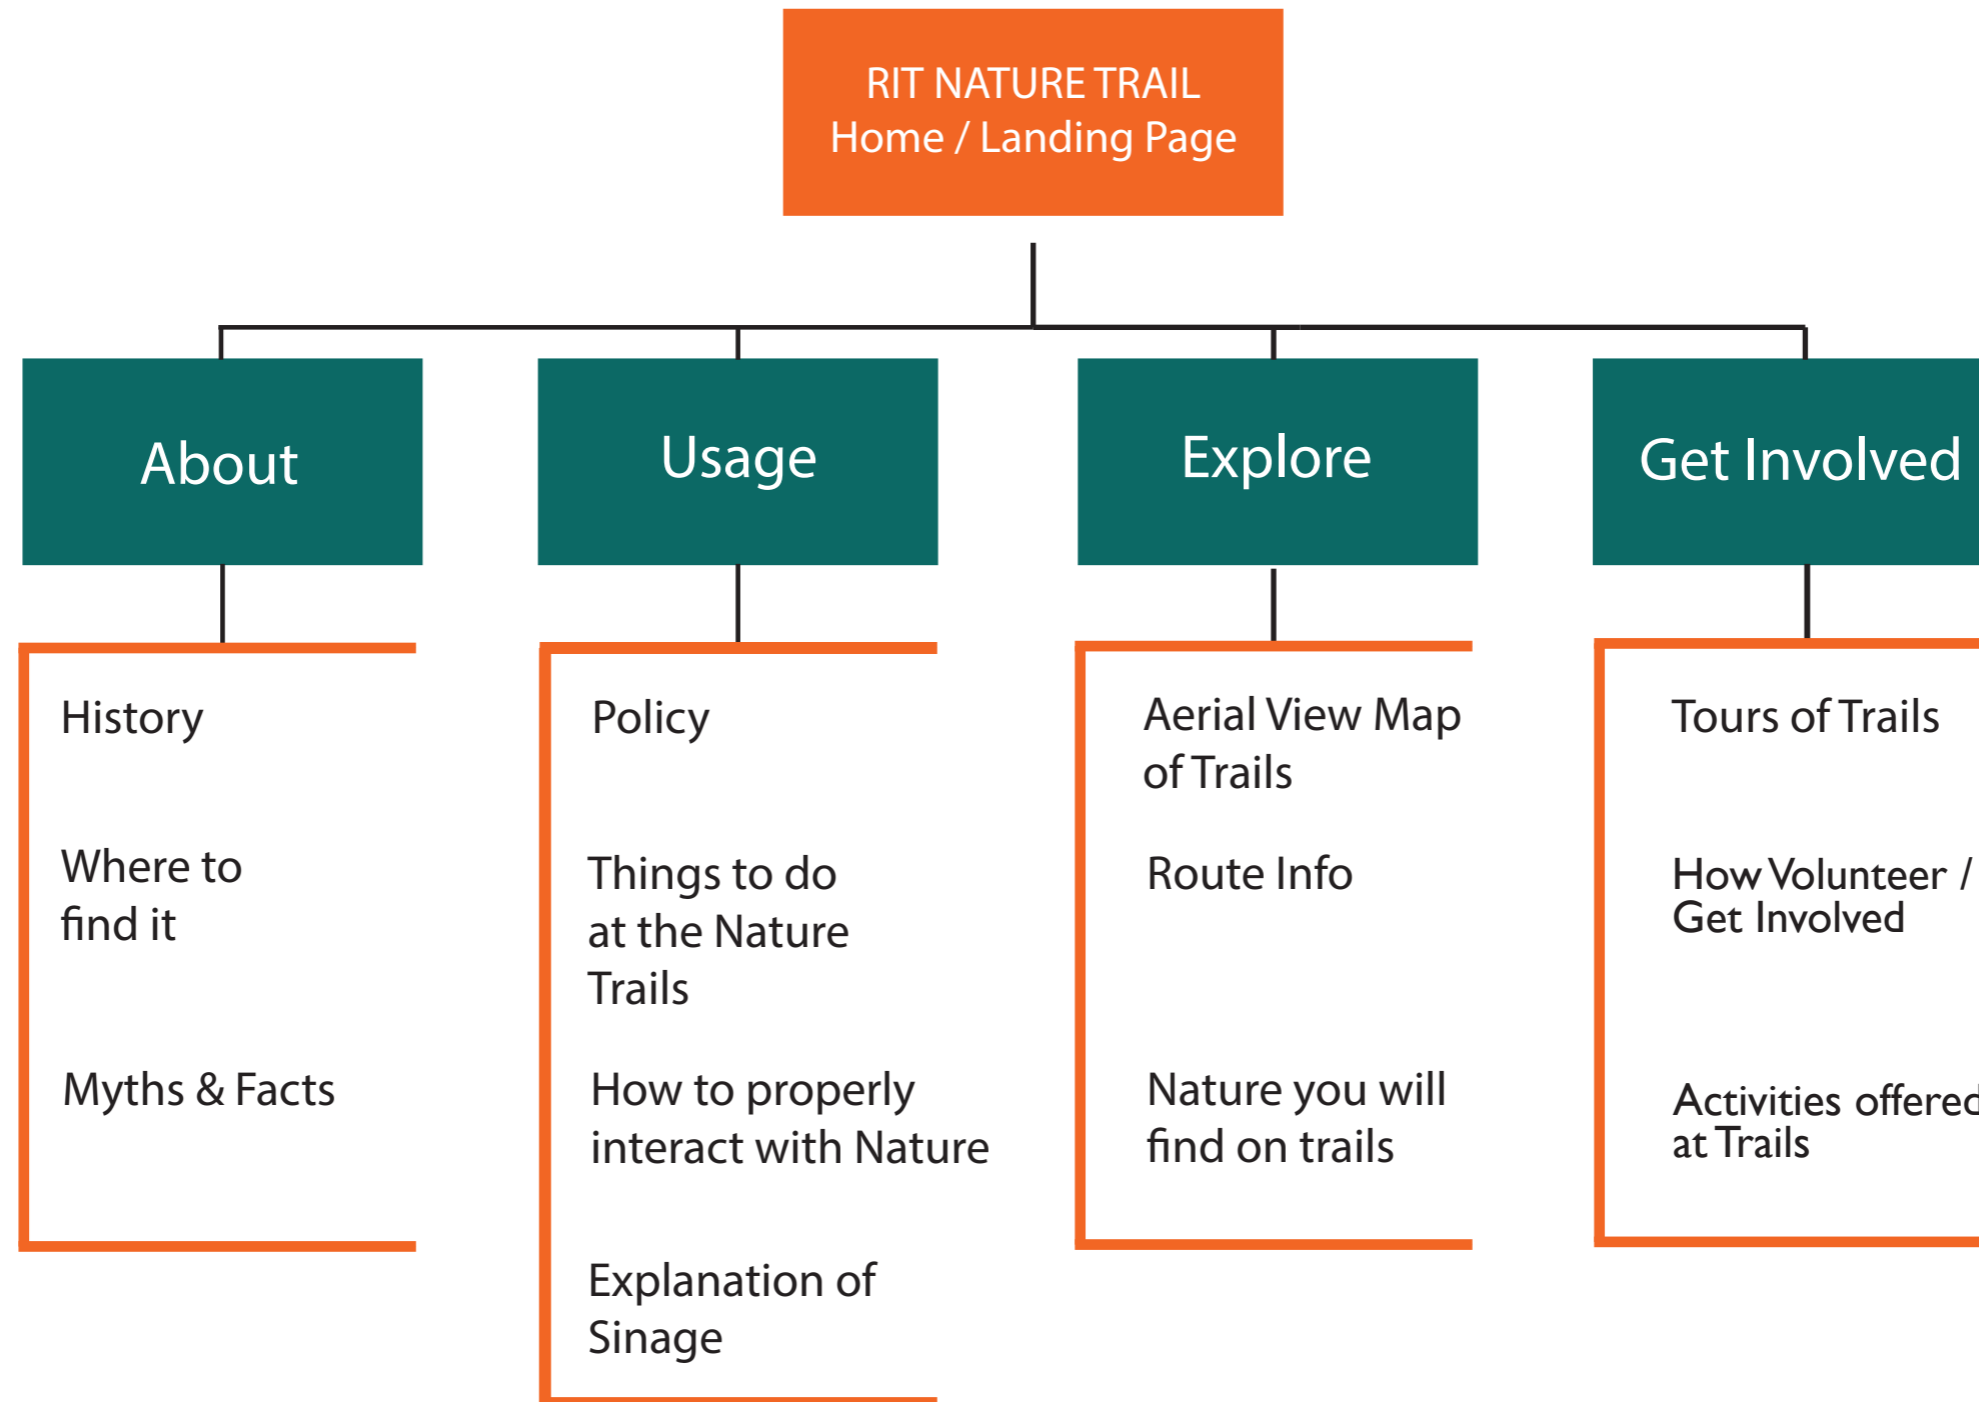 RIT NATURE TRAIL
Home / Landing Page
About
Usage
Explore
Get Involved
History
Where to
find it
Myths & Facts
Policy
Things to do
at the Nature
Trails
How to properly
interact with Nature
Explanation of
Sinage
Aerial View Map
of Trails
Route Info
Nature you will
find on trails
Tours of Trails
How Volunteer /
Get Involved
Activities offered
at Trails